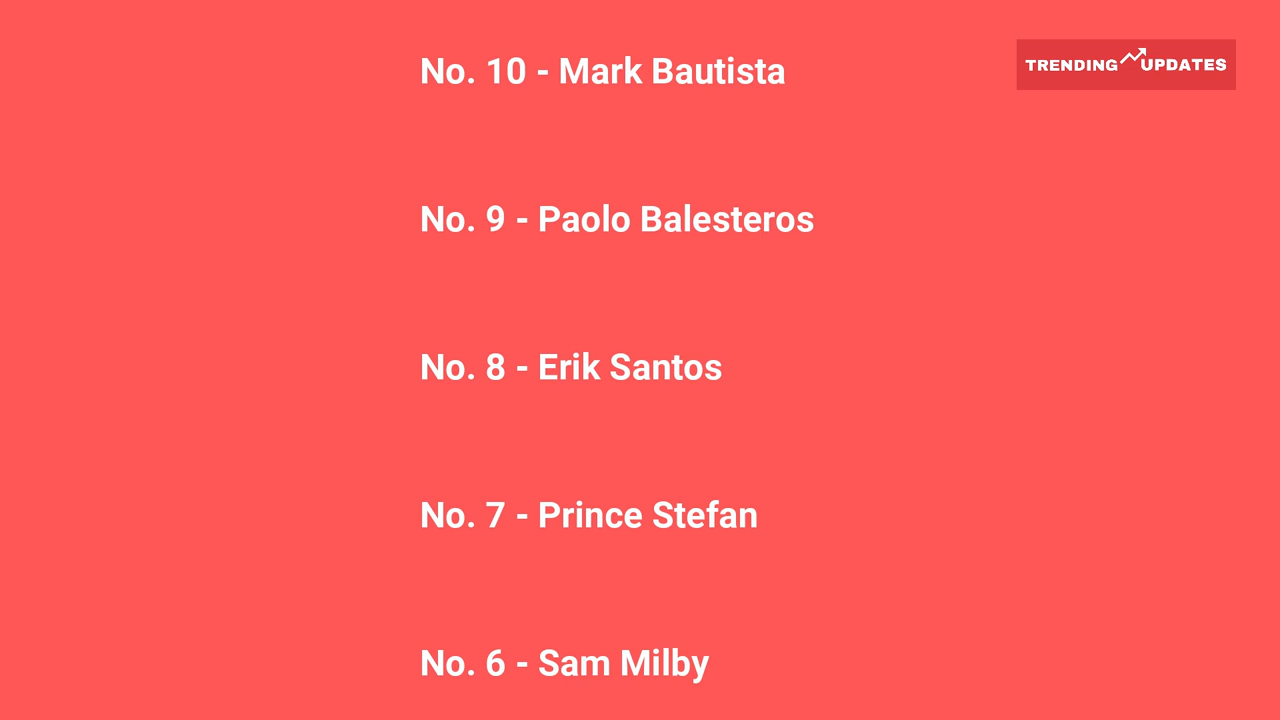 No. 10 - Mark Bautista
TRENDING UPDATES
No. 9 - Paolo Balesteros
No. 8 - Erik Santos
No. 7 - Prince Stefan
No. 6 - Sam Milby